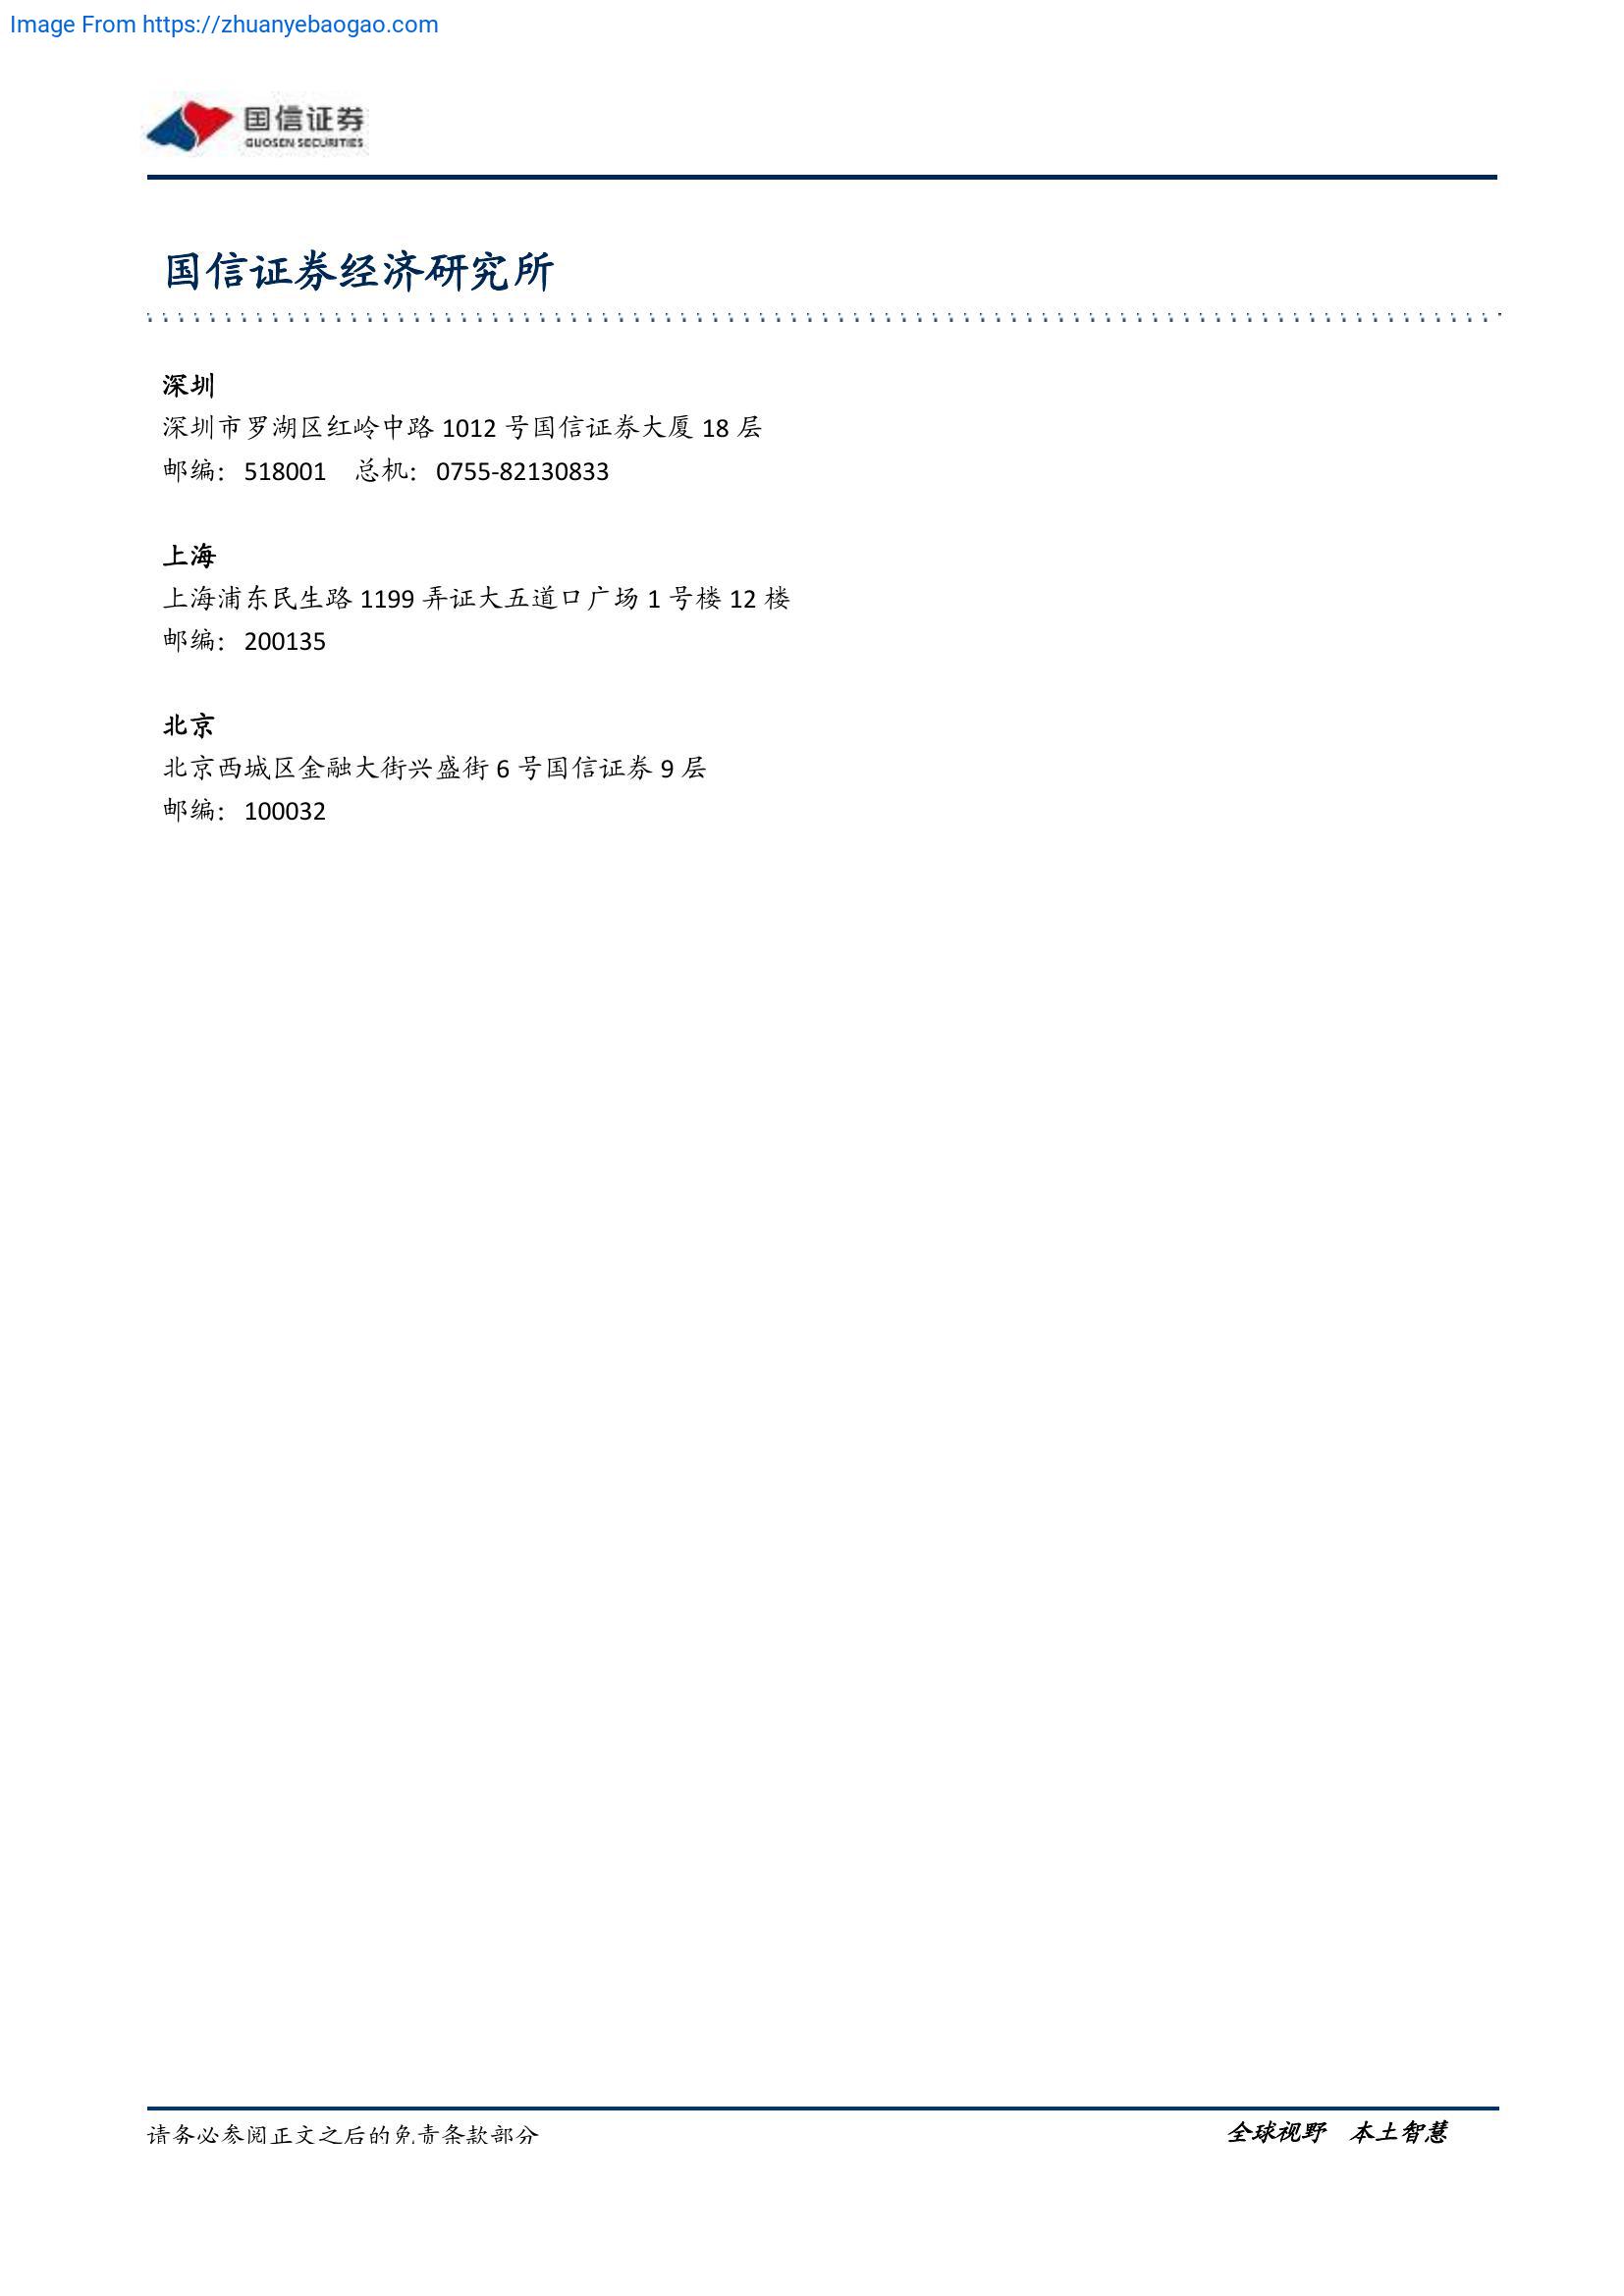 Image From https://zhuanyebaogao.com
国信证券
GUOSEN SECURITIES
国信证券经济研究所
深圳
深圳市罗湖区红岭中路 1012 号国信证券大厦 18 层
邮编：518001 总机：0755-82130833
上海
上海浦东民生路 1199 弄证大五道口广场 1 号楼 12 楼
邮编：200135
北京
北京西城区金融大街兴盛街 6 号国信证券 9 层
邮编：100032
请务必参阅正文之后的免责条款部分
全球视野 本土智慧